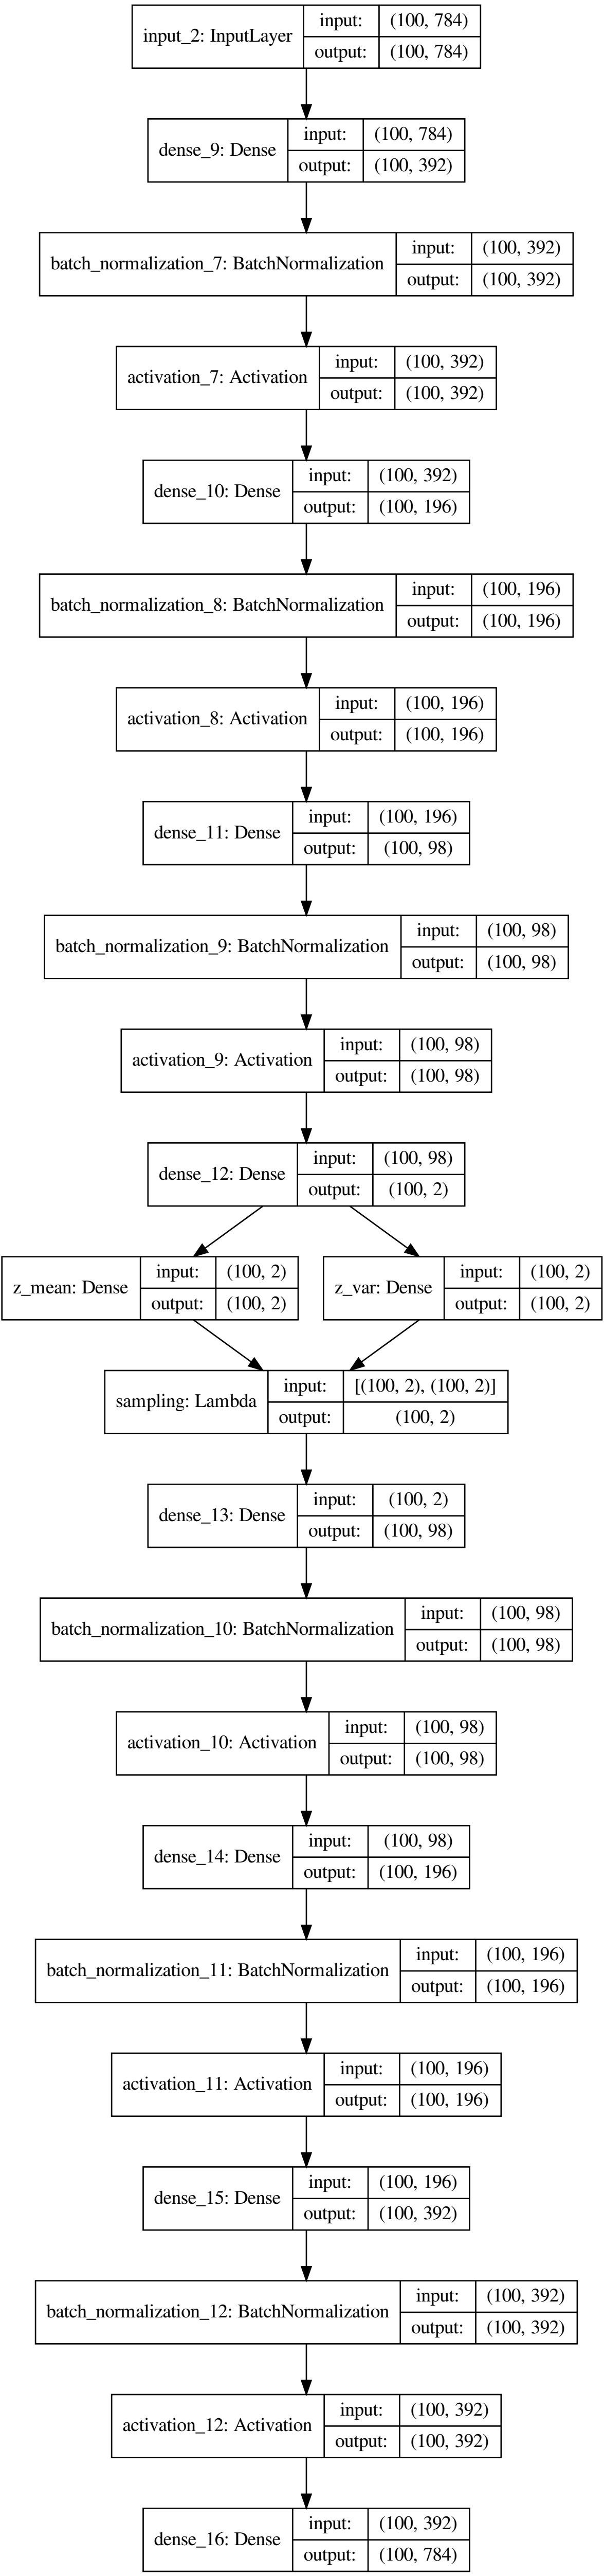 input_2: InputLayer
input: (100, 784)
output: (100, 784)
dense_9: Dense
input: (100, 784)
output: (100, 392)
batch_normalization_7: BatchNormalization
input: (100, 392)
output: (100, 392)
activation_7: Activation
input: (100, 392)
output: (100, 392)
dense_10: Dense
input: (100, 392)
output: (100, 196)
batch_normalization_8: BatchNormalization
input: (100, 196)
output: (100, 196)
activation_8: Activation
input: (100, 196)
output: (100, 196)
dense_11: Dense
input: (100, 196)
output: (100, 98)
batch_normalization_9: BatchNormalization
input: (100, 98)
output: (100, 98)
activation_9: Activation
input: (100, 98)
output: (100, 98)
dense_12: Dense
input: (100, 98)
output: (100, 2)
z_mean: Dense
input: (100, 2)
output: (100, 2)
z_var: Dense
input: (100, 2)
output: (100, 2)
sampling: Lambda
input: [(100, 2), (100, 2)]
output: (100, 2)
dense_13: Dense
input: (100, 2)
output: (100, 98)
batch_normalization_10: BatchNormalization
input: (100, 98)
output: (100, 98)
activation_10: Activation
input: (100, 98)
output: (100, 98)
dense_14: Dense
input: (100, 98)
output: (100, 196)
batch_normalization_11: BatchNormalization
input: (100, 196)
output: (100, 196)
activation_11: Activation
input: (100, 196)
output: (100, 196)
dense_15: Dense
input: (100, 196)
output: (100, 392)
batch_normalization_12: BatchNormalization
input: (100, 392)
output: (100, 392)
activation_12: Activation
input: (100, 392)
output: (100, 392)
dense_16: Dense
input: (100, 392)
output: (100, 784)